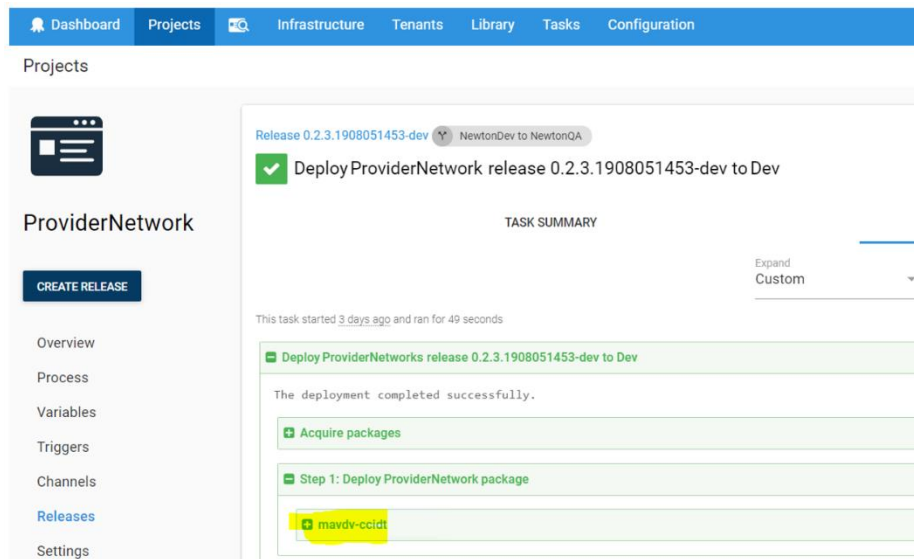 Dashboard Projects Infrastructure Tenants Library Tasks Configuration
Projects
Release 0.2.3.1908051453-dev NewtonDev to NewtonQA
Deploy ProviderNetwork release 0.2.3.1908051453-dev to Dev
ProviderNetwork
TASK SUMMARY
Expand
Custom
CREATE RELEASE
This task started 3 days ago and ran for 49 seconds
Overview
Process
Variables
Triggers
Channels
Releases
Settings
Deploy ProviderNetworks release 0.2.3.1908051453-dev to Dev
The deployment completed successfully.
Acquire packages
Step 1: Deploy ProviderNetwork package
mavdv-ccidt